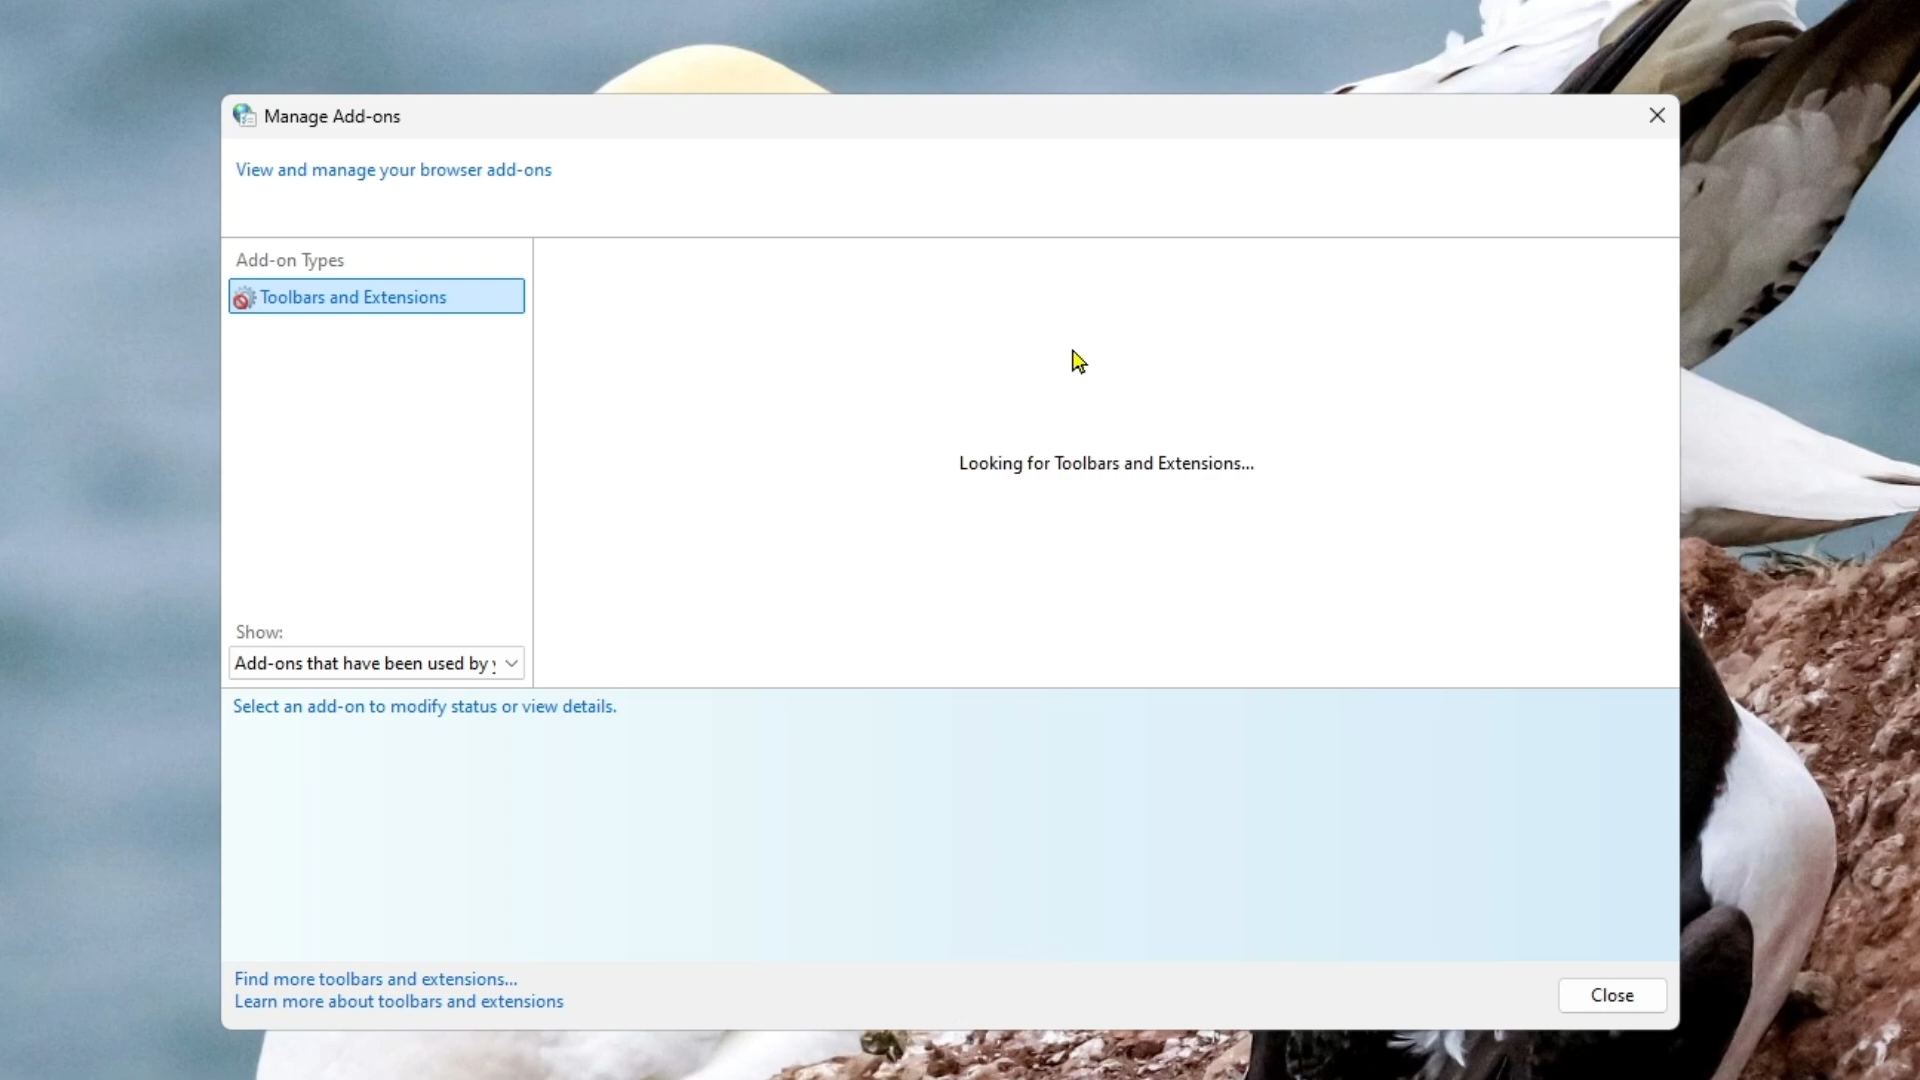 Manage Add-ons
View and manage your browser add-ons
Add-on Types
Toolbars and Extensions
Looking for Toolbars and Extensions...
Show:
Add-ons that have been used by
Select an add-on to modify status or view details.
Find more toolbars and extensions...
Learn more about toolbars and extensions
Close